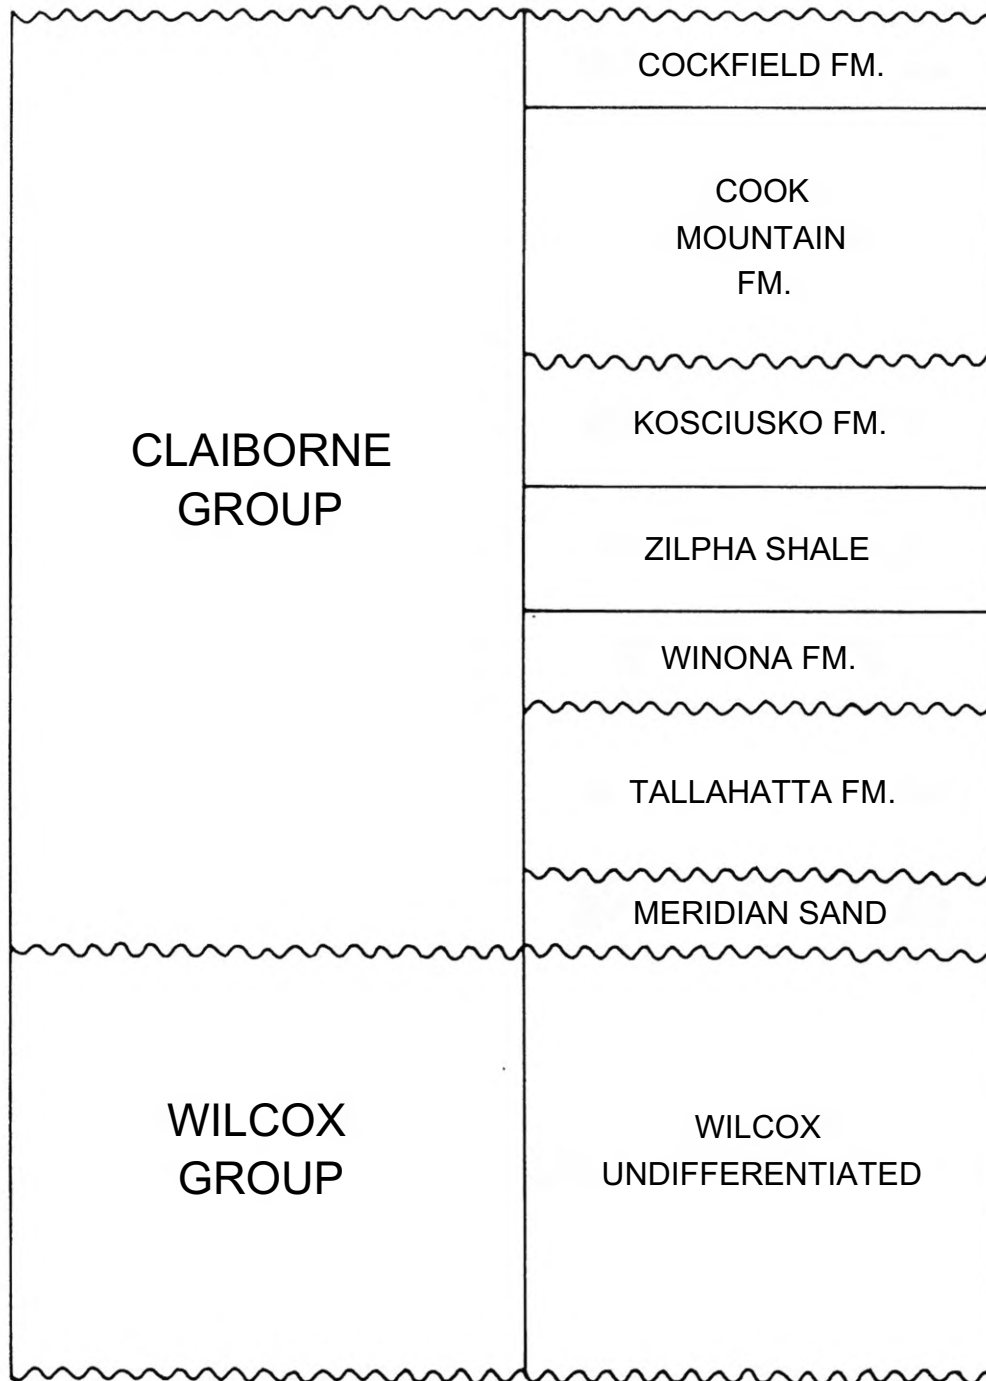 COCKFIELD FM.
COOK
MOUNTAIN
FM.
KOSCIUSKO FM.
CLAIBORNE
GROUP
ZILPHA SHALE
WINONA FM.
TALLAHATTA FM.
MERIDIAN SAND
WILCOX
GROUP
WILCOX
UNDIFFERENTIATED